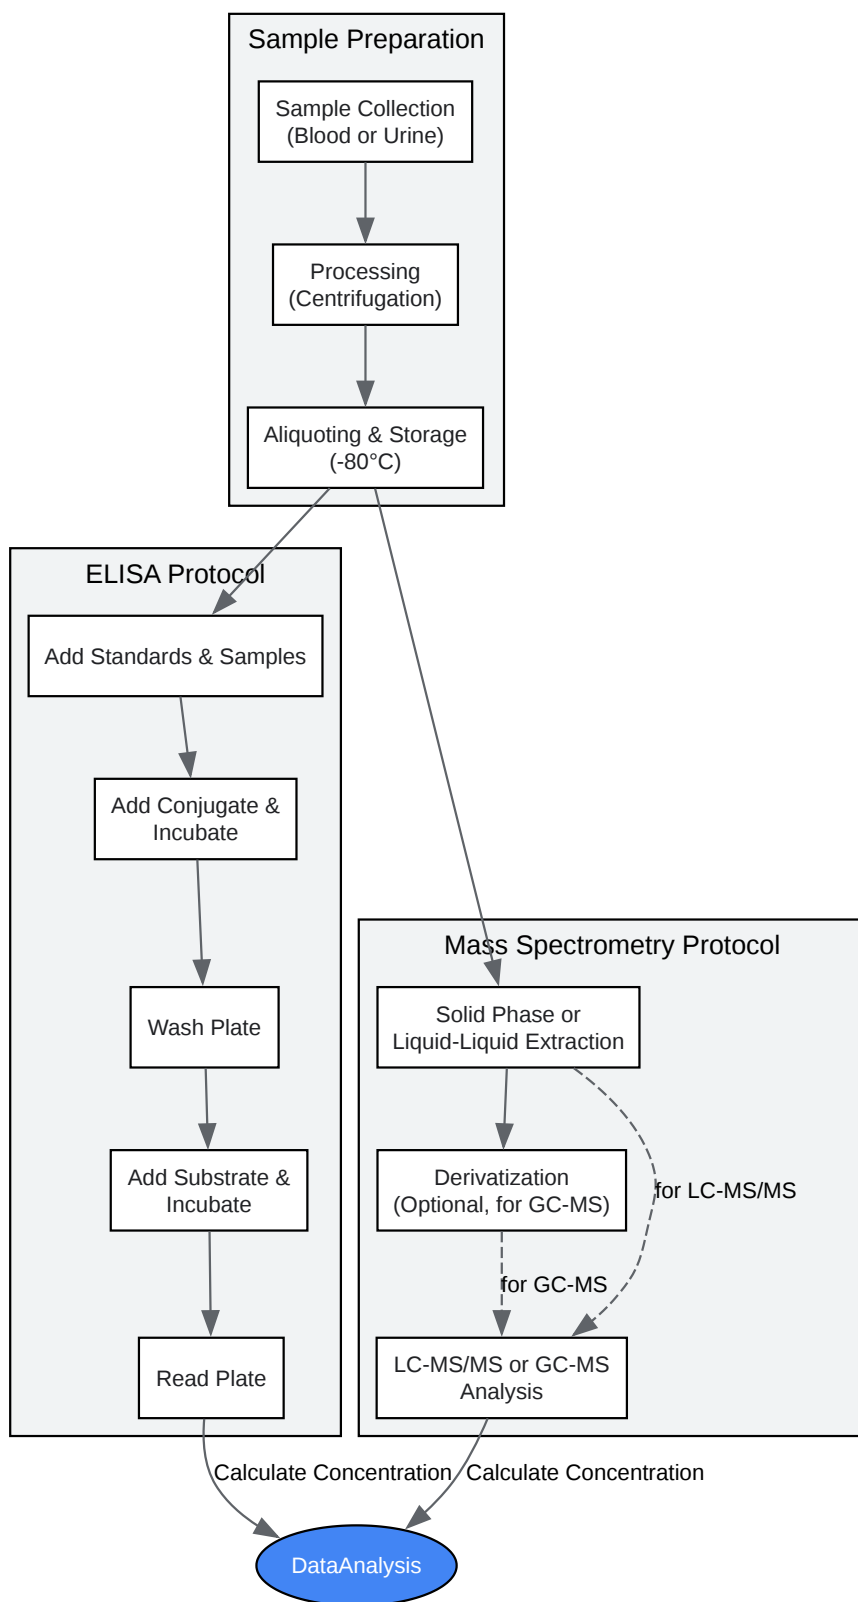 Sample Preparation
Sample Collection
(Blood or Urine)
Processing
(Centrifugation)
Aliquoting & Storage
(-80°C)
ELISA Protocol
Add Standards & Samples
Add Conjugate &
Incubate
Wash Plate
Add Substrate &
Incubate
Read Plate
Mass Spectrometry Protocol
Solid Phase or
Liquid-Liquid Extraction
Derivatization
(Optional, for GC-MS)
for LC-MS/MS
for GC-MS
LC-MS/MS or GC-MS
Analysis
Calculate Concentration
Calculate Concentration
DataAnalysis